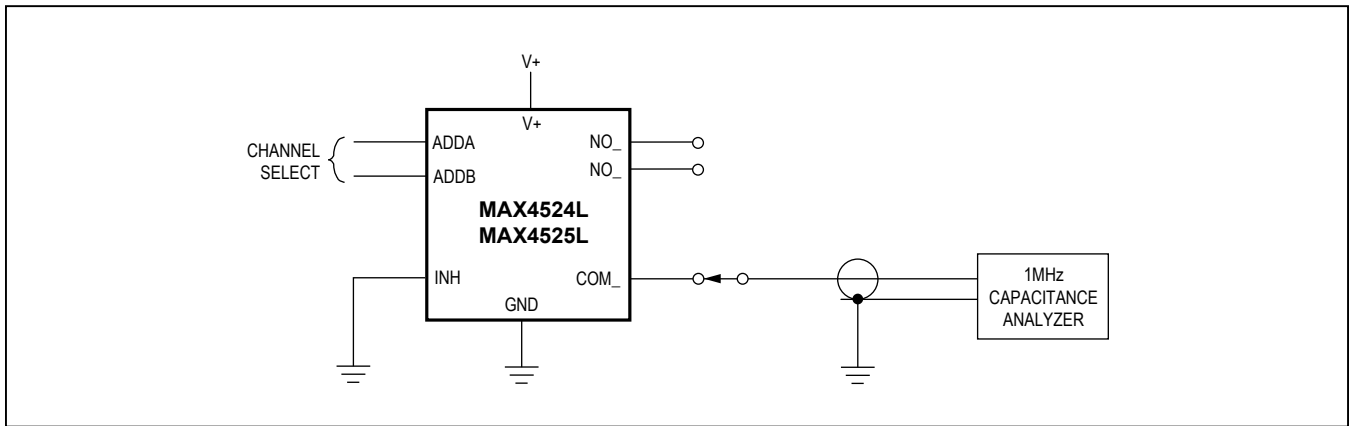 V+
V+
CHANNEL
SELECT
ADDA
ADDB
NO_
NO_
MAX4524L
MAX4525L
INH
COM_
GND
1MHz
CAPACITANCE
ANALYZER